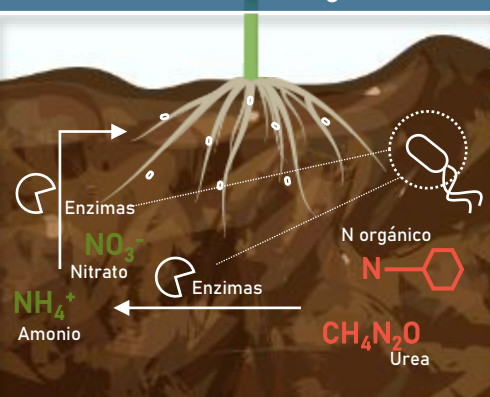 Enzimas
NO₃⁻
Nitrato
NH₄⁺
Amonio
Enzimas
N orgánico
N
CH₄N₂O
Urea